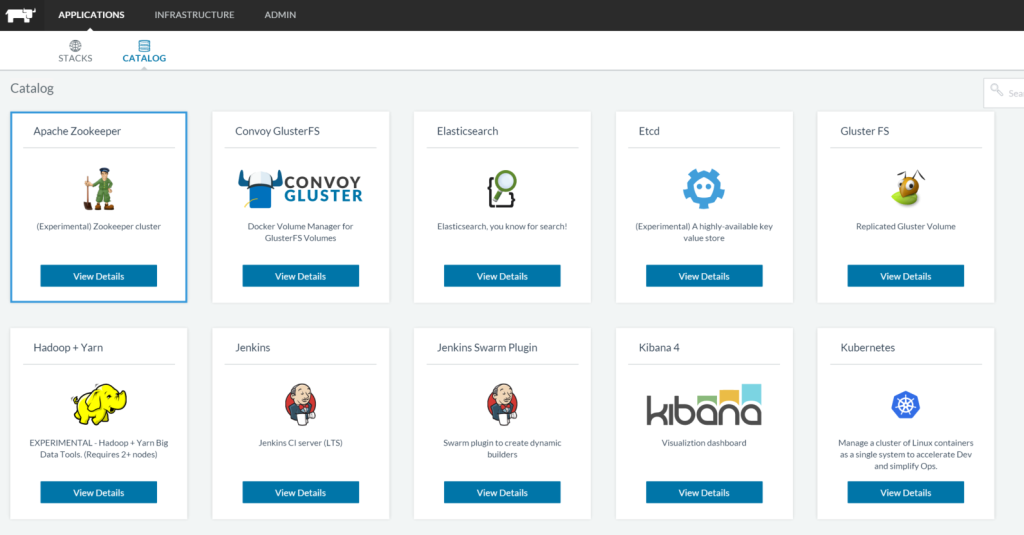 APPLICATIONS INFRASTRUCTURE ADMIN
STACKS CATALOG
Catalog
Sea
Apache Zookeeper
(Experimental) Zookeeper cluster
View Details
Convoy GlusterFS
CONVOY
GLUSTER
Docker Volume Manager for
GlusterFS Volumes
View Details
Elasticsearch
Elasticsearch, you know for search!
View Details
Etcd
(Experimental) A highly-available key
value store
View Details
Gluster FS
Replicated Gluster Volume
View Details
Hadoop + Yarn
EXPERIMENTAL - Hadoop + Yarn Big
Data Tools. (Requires 2+ nodes)
View Details
Jenkins
Jenkins CI server (LTS)
View Details
Jenkins Swarm Plugin
Swarm plugin to create dynamic
builders
View Details
Kibana 4
kibana
Visualiztion dashboard
View Details
Kubernetes
Manage a cluster of Linux containers
as a single system to accelerate Dev
and simplify Ops.
View Details